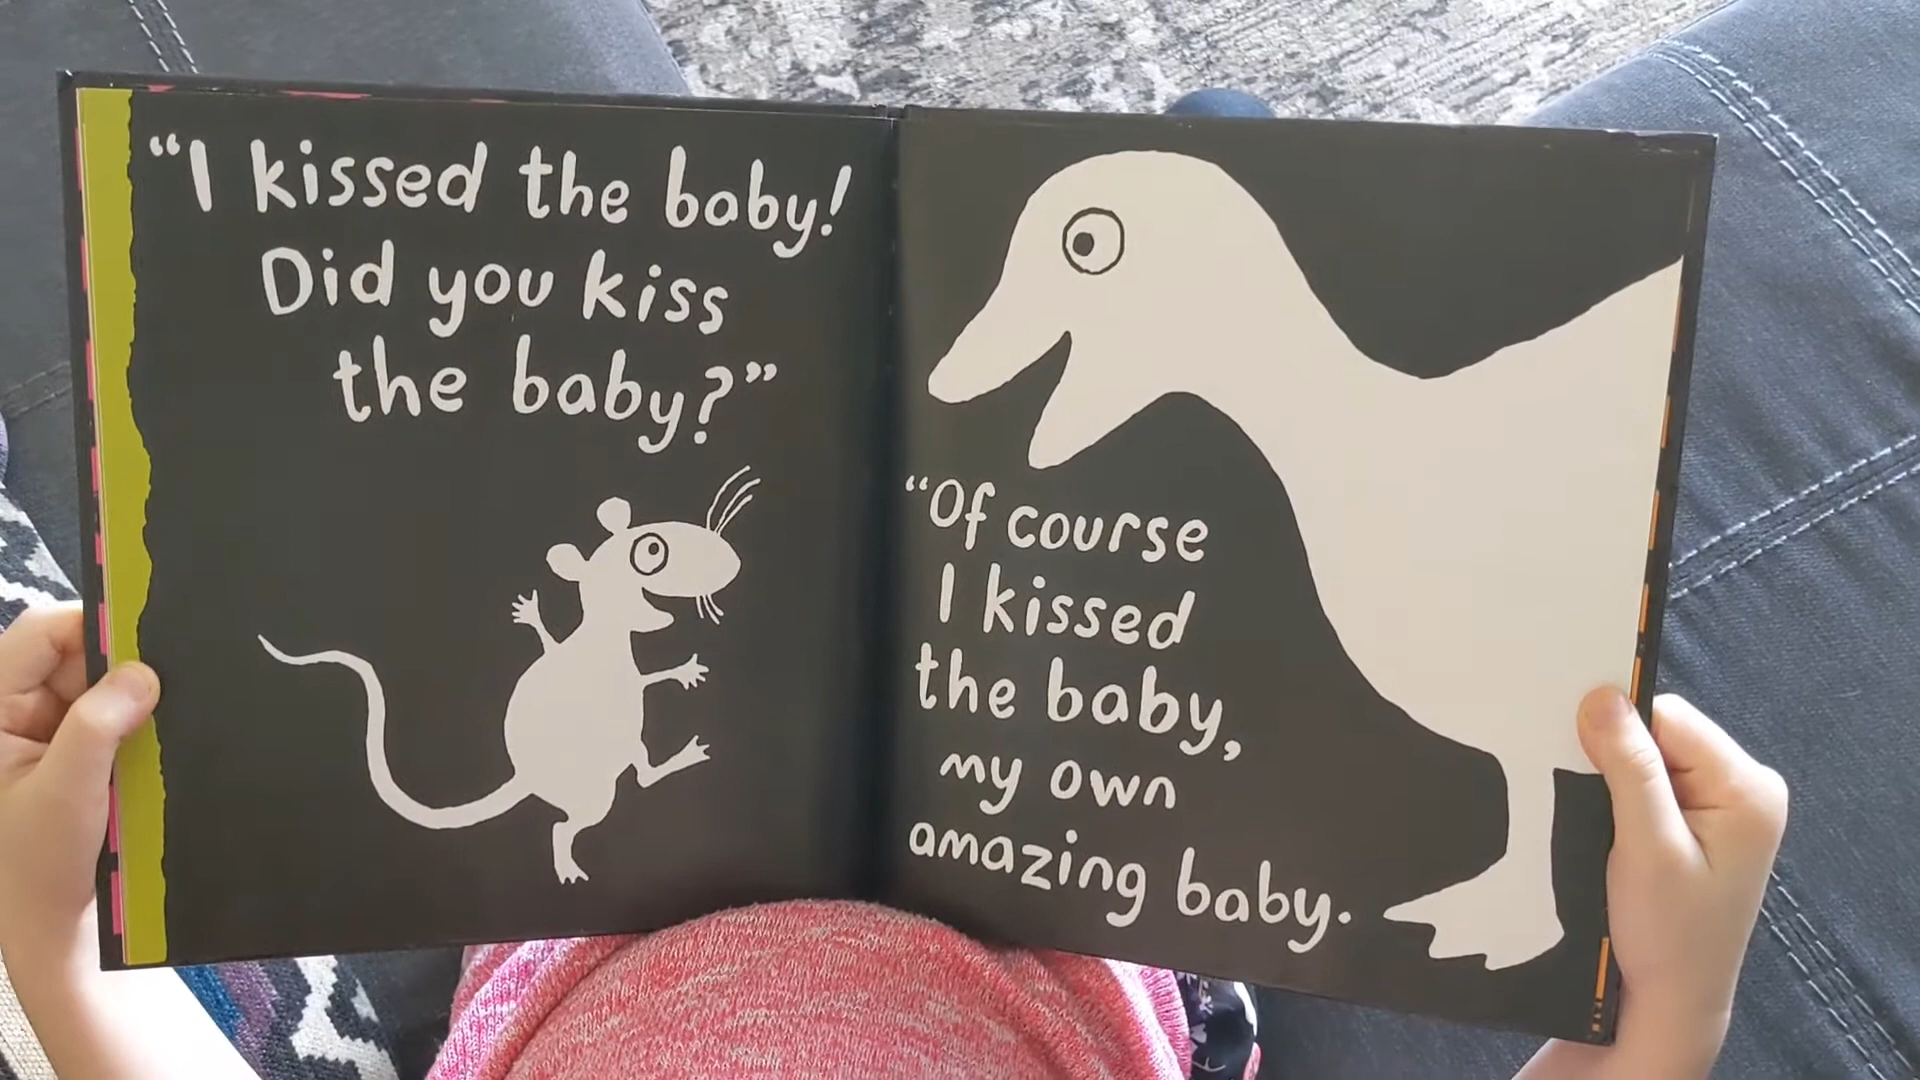 “I kissed the baby!
Did you kiss
the baby?”
“Of course
I kissed
the baby,
my own
amazing baby.